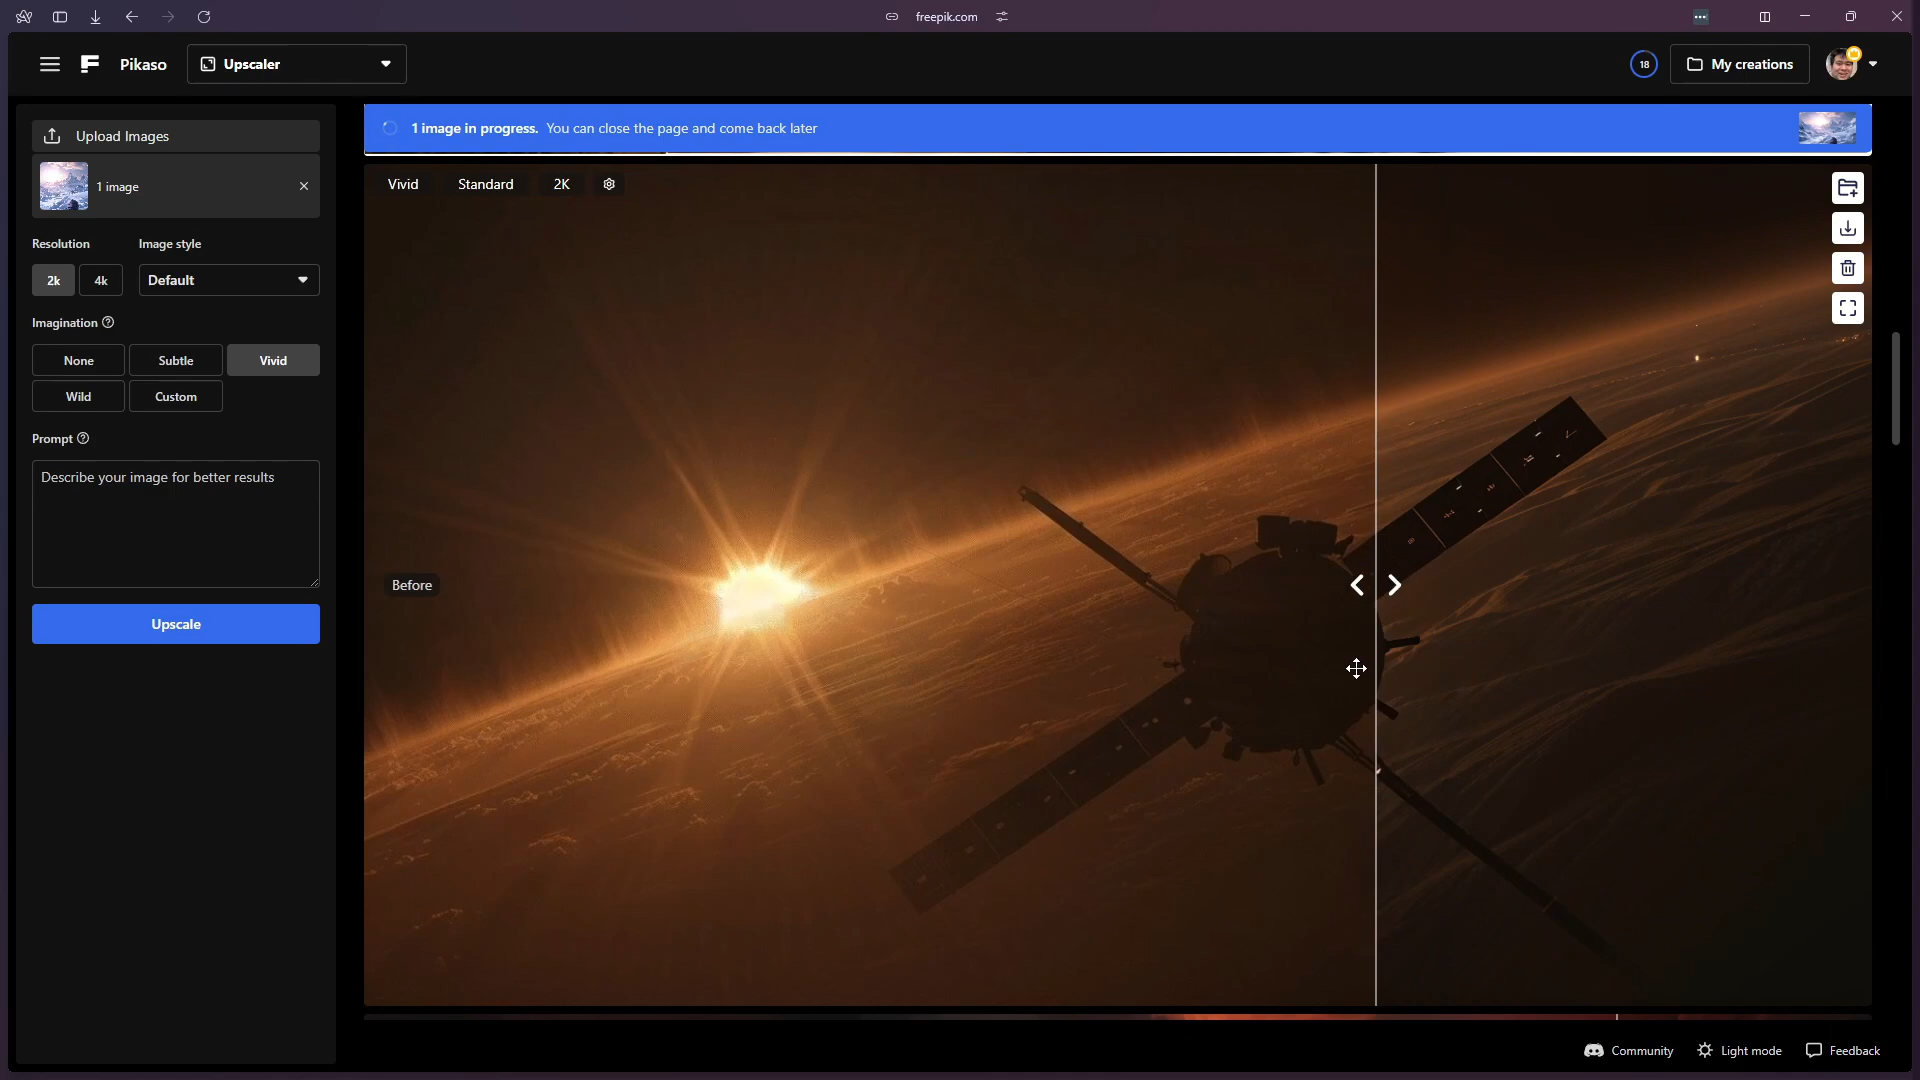 freepik.com
Pikaso
Upscaler
18
My creations
Upload Images
1 image
Resolution
Image style
2k
4k
Default
Imagination
None
Subtle
Vivid
Wild
Custom
Prompt
Describe your image for better results
Upscale
1 image in progress. You can close the page and come back later
Vivid
Standard
2K
Before
Community
Light mode
Feedback